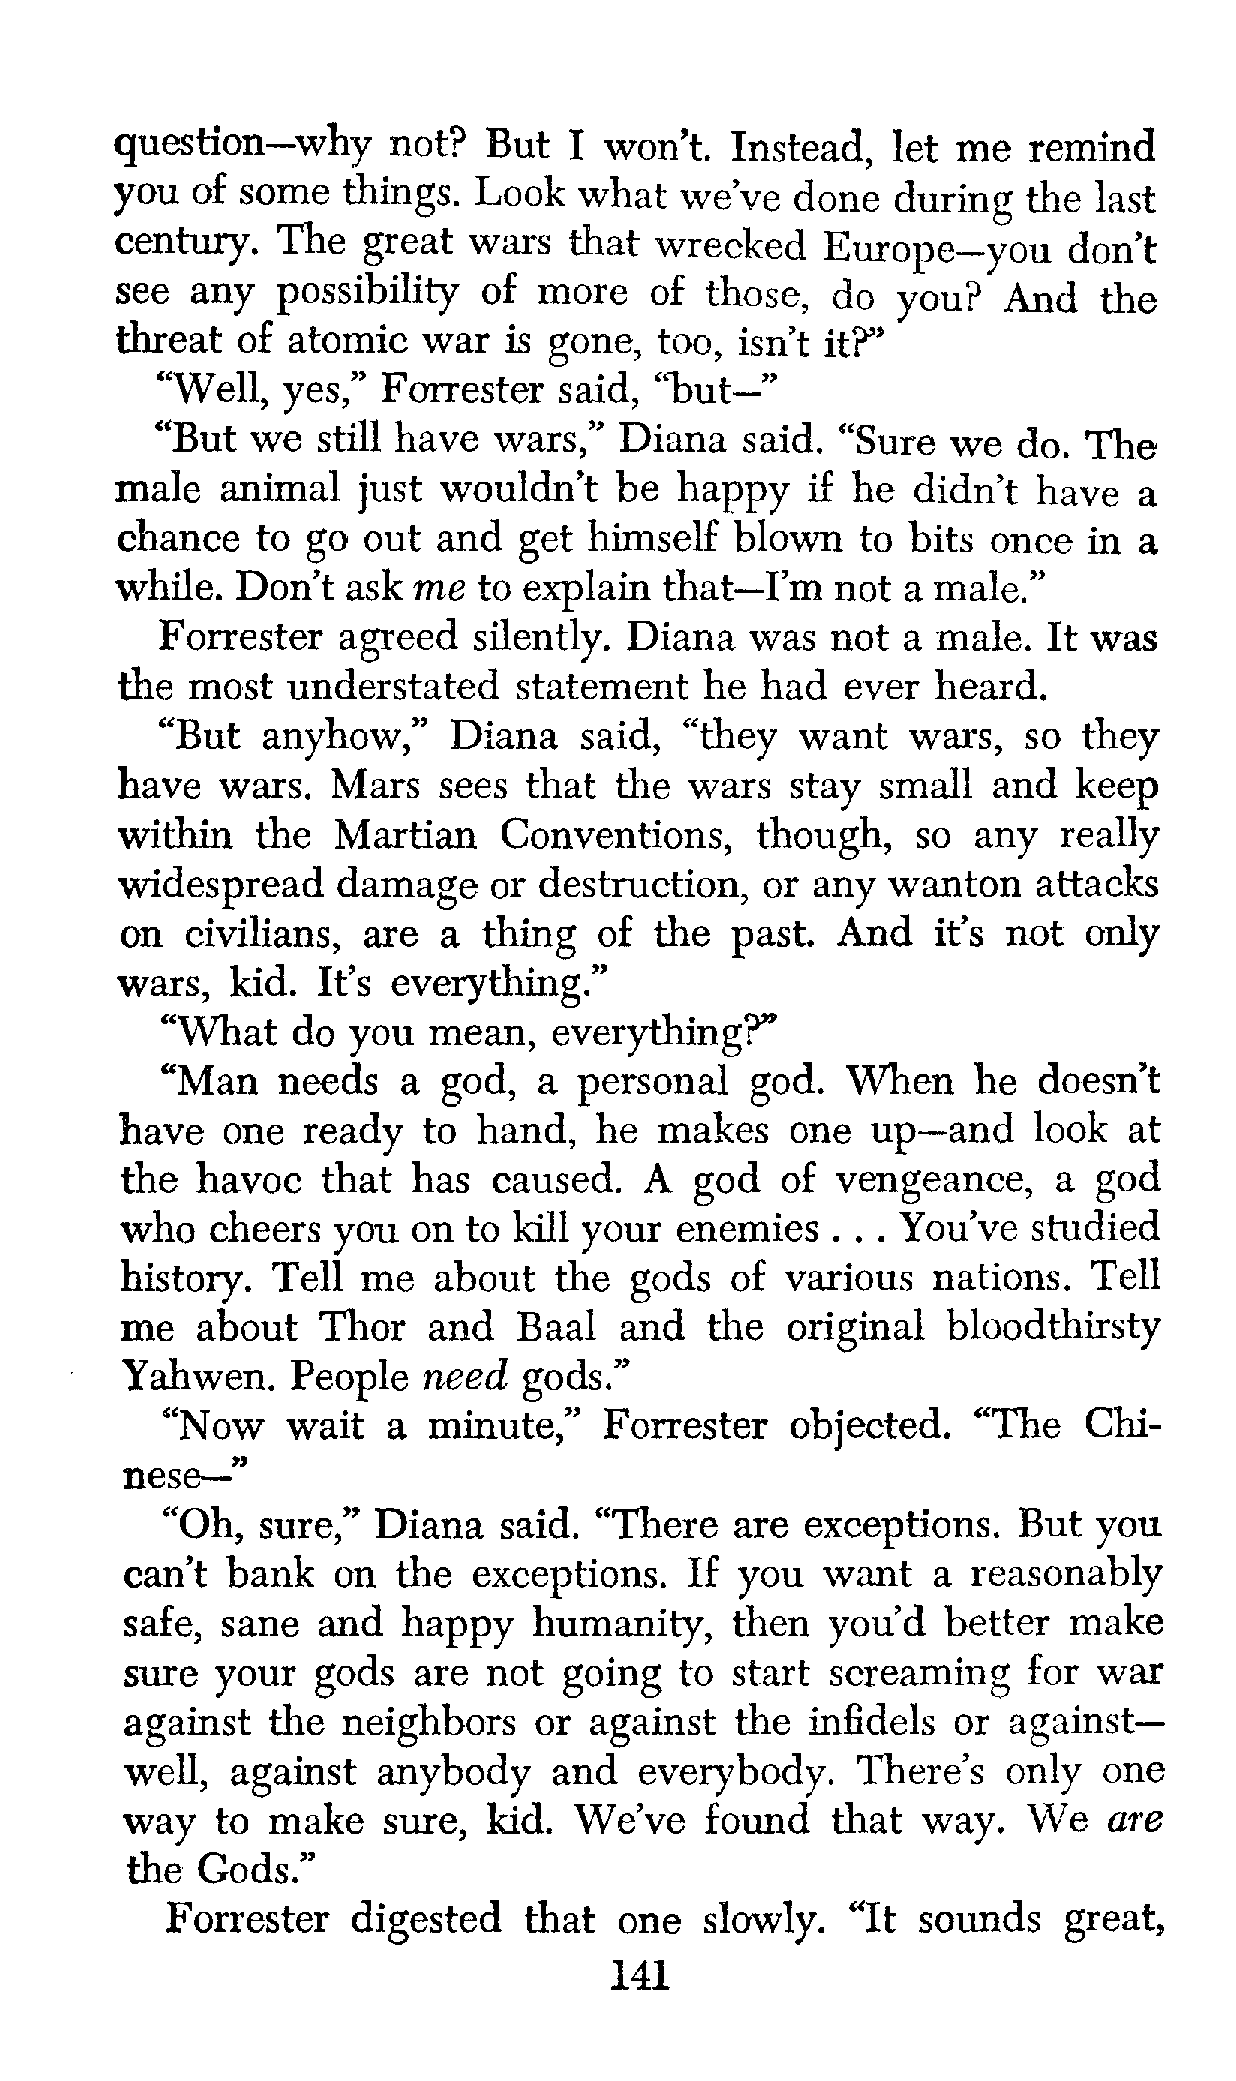 question—why not? But I won't. Instead, let me remind
you of some things. Look what we've done during the last
century. The great wars that wrecked Europe—you don't
see any possibility of more of those, do you? And the
threat of atomic war is gone, too, isn't it?”
“Well, yes,” Forrester said, “but—”
“But we still have wars,” Diana said. “Sure we do. The
male animal just wouldn't be happy if he didn't have a
chance to go out and get himself blown to bits once in a
while. Don't ask me to explain that—I'm not a male.”
Forrester agreed silently. Diana was not a male. It was
the most understated statement he had ever heard.
“But anyhow,” Diana said, “they want wars, so they
have wars. Mars sees that the wars stay small and keep
within the Martian Conventions, though, so any really
widespread damage or destruction, or any wanton attacks
on civilians, are a thing of the past. And it's not only
wars, kid. It's everything.”
“What do you mean, everything?”
“Man needs a god, a personal god. When he doesn't
have one ready to hand, he makes one up—and look at
the havoc that has caused. A god of vengeance, a god
who cheers you on to kill your enemies . . . You've studied
history. Tell me about the gods of various nations. Tell
me about Thor and Baal and the original bloodthirsty
Yahwen. People need gods.”
“Now wait a minute,” Forrester objected. “The Chi-
nese—”
“Oh, sure,” Diana said. “There are exceptions. But you
can't bank on the exceptions. If you want a reasonably
safe, sane and happy humanity, then you'd better make
sure your gods are not going to start screaming for war
against the neighbors or against the infidels or against—
well, against anybody and everybody. There's only one
way to make sure, kid. We've found that way. We are
the Gods.”
Forrester digested that one slowly. “It sounds great,
141